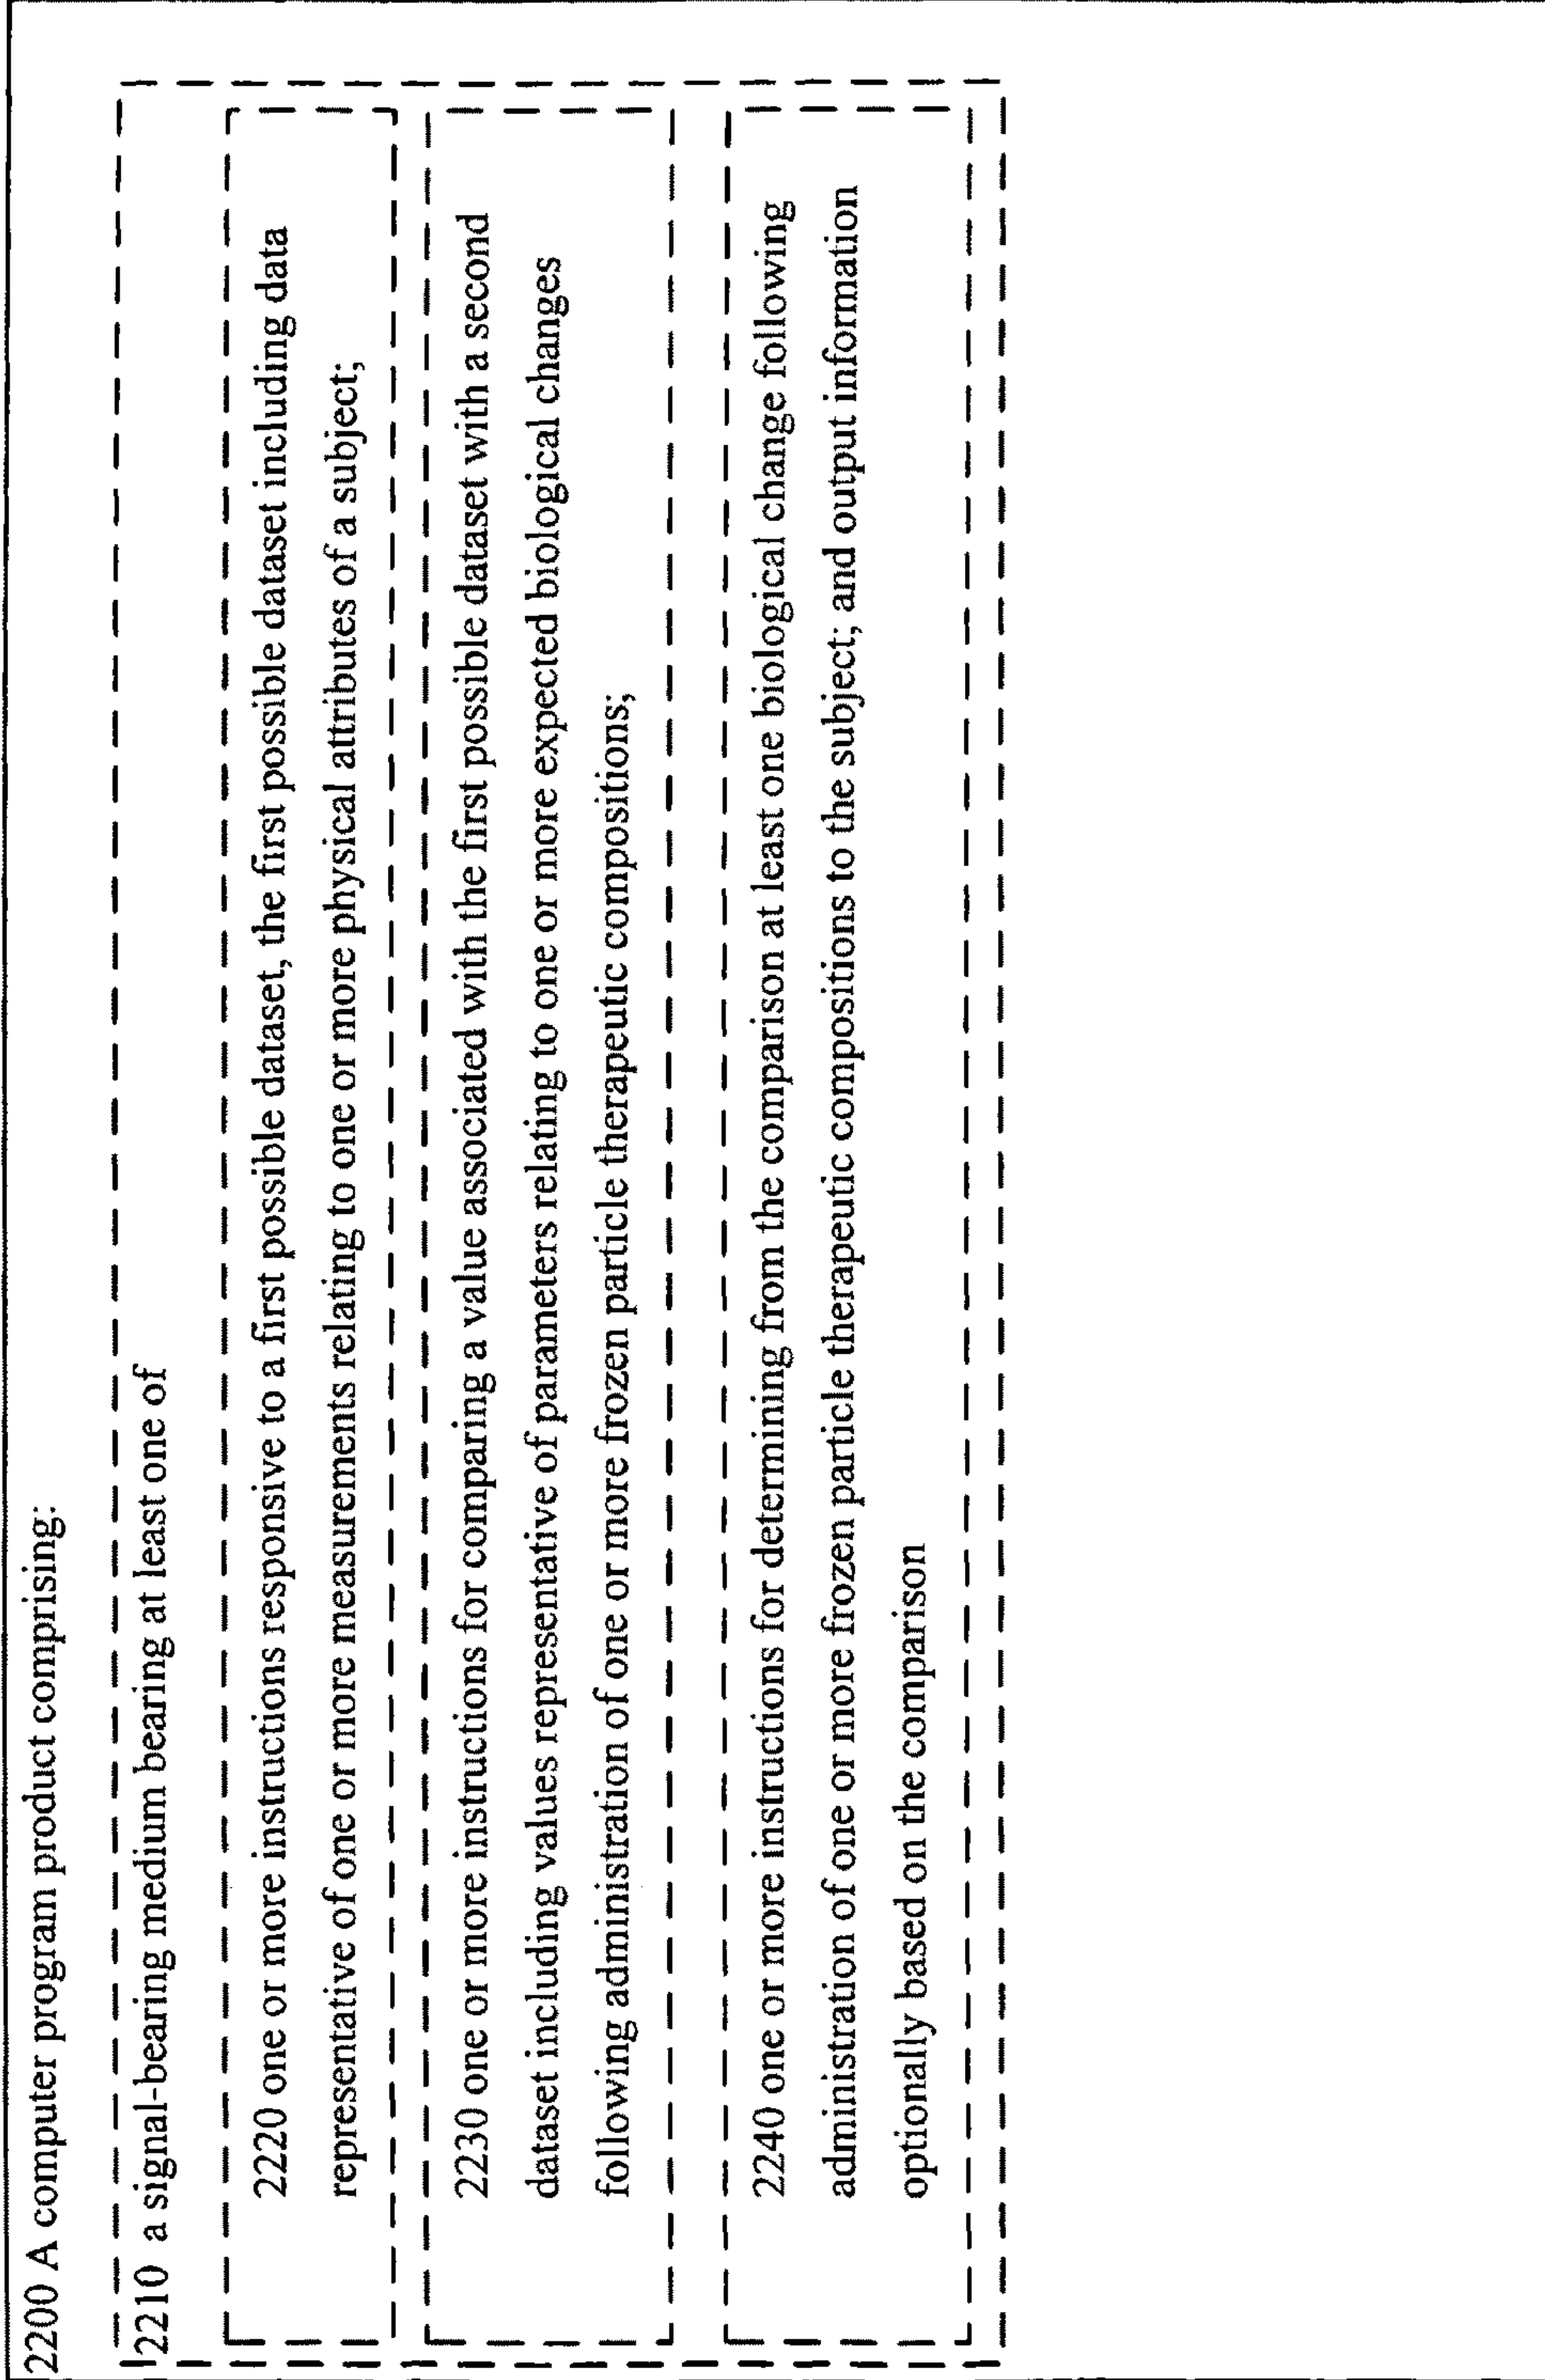 2200 A computer program product comprising:
2210 a signal-bearing medium bearing at least one of
2220 one or more instructions responsive to a first possible dataset, the first possible dataset including data
representative of one or more measurements relating to one or more physical attributes of a subject;
2230 one or more instructions for comparing a value associated with the first possible dataset with a second
dataset including values representative of parameters relating to one or more expected biological changes
following administration of one or more frozen particle therapeutic compositions;
2240 one or more instructions for determining from the comparison at least one biological change following
administration of one or more frozen particle therapeutic compositions to the subject; and output information
optionally based on the comparison